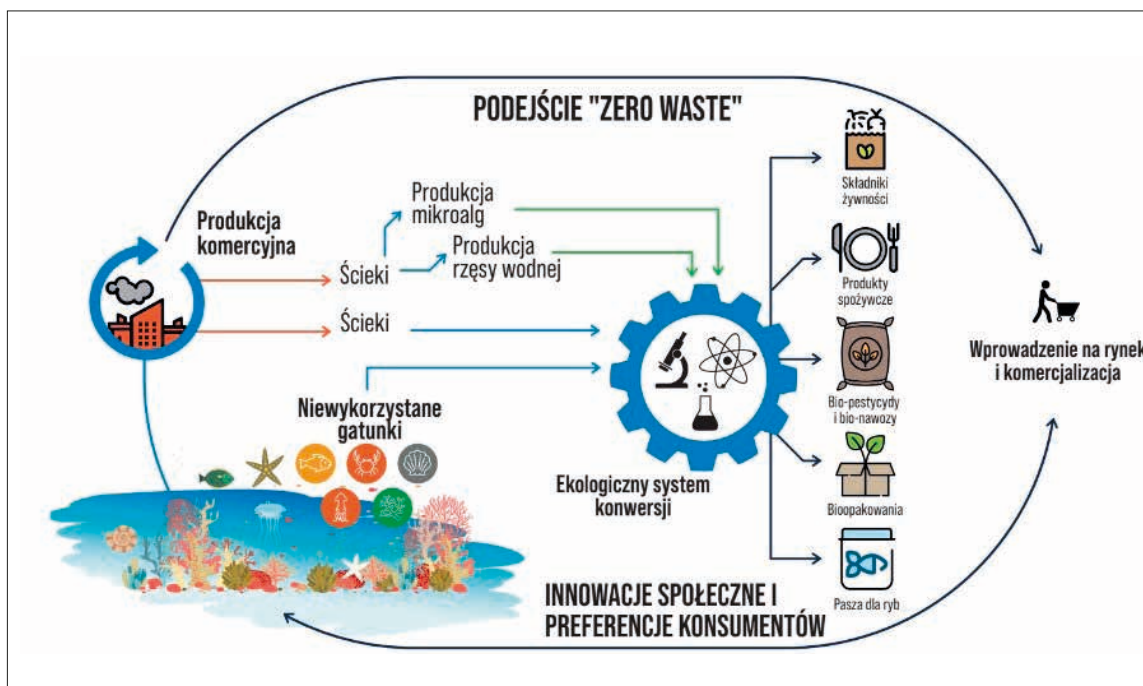 PODEJŚCIE "ZERO WASTE"
Produkcja
komercyjna
Produkcja
mikroalg
Ścieki
Produkcja
rzęsy wodnej
Ścieki
Niewykorzystane
gatunki
Ekologiczny system
konwersji
Składniki
żywności
Produkty
spożywcze
Bio-pestycydy
i bio-nawozy
Bioopakowania
Pasza dla ryb
Wprowadzenie na rynek
i komercjalizacja
INNOWACJE SPOŁECZNE I
PREFERENCJE KONSUMENTÓW